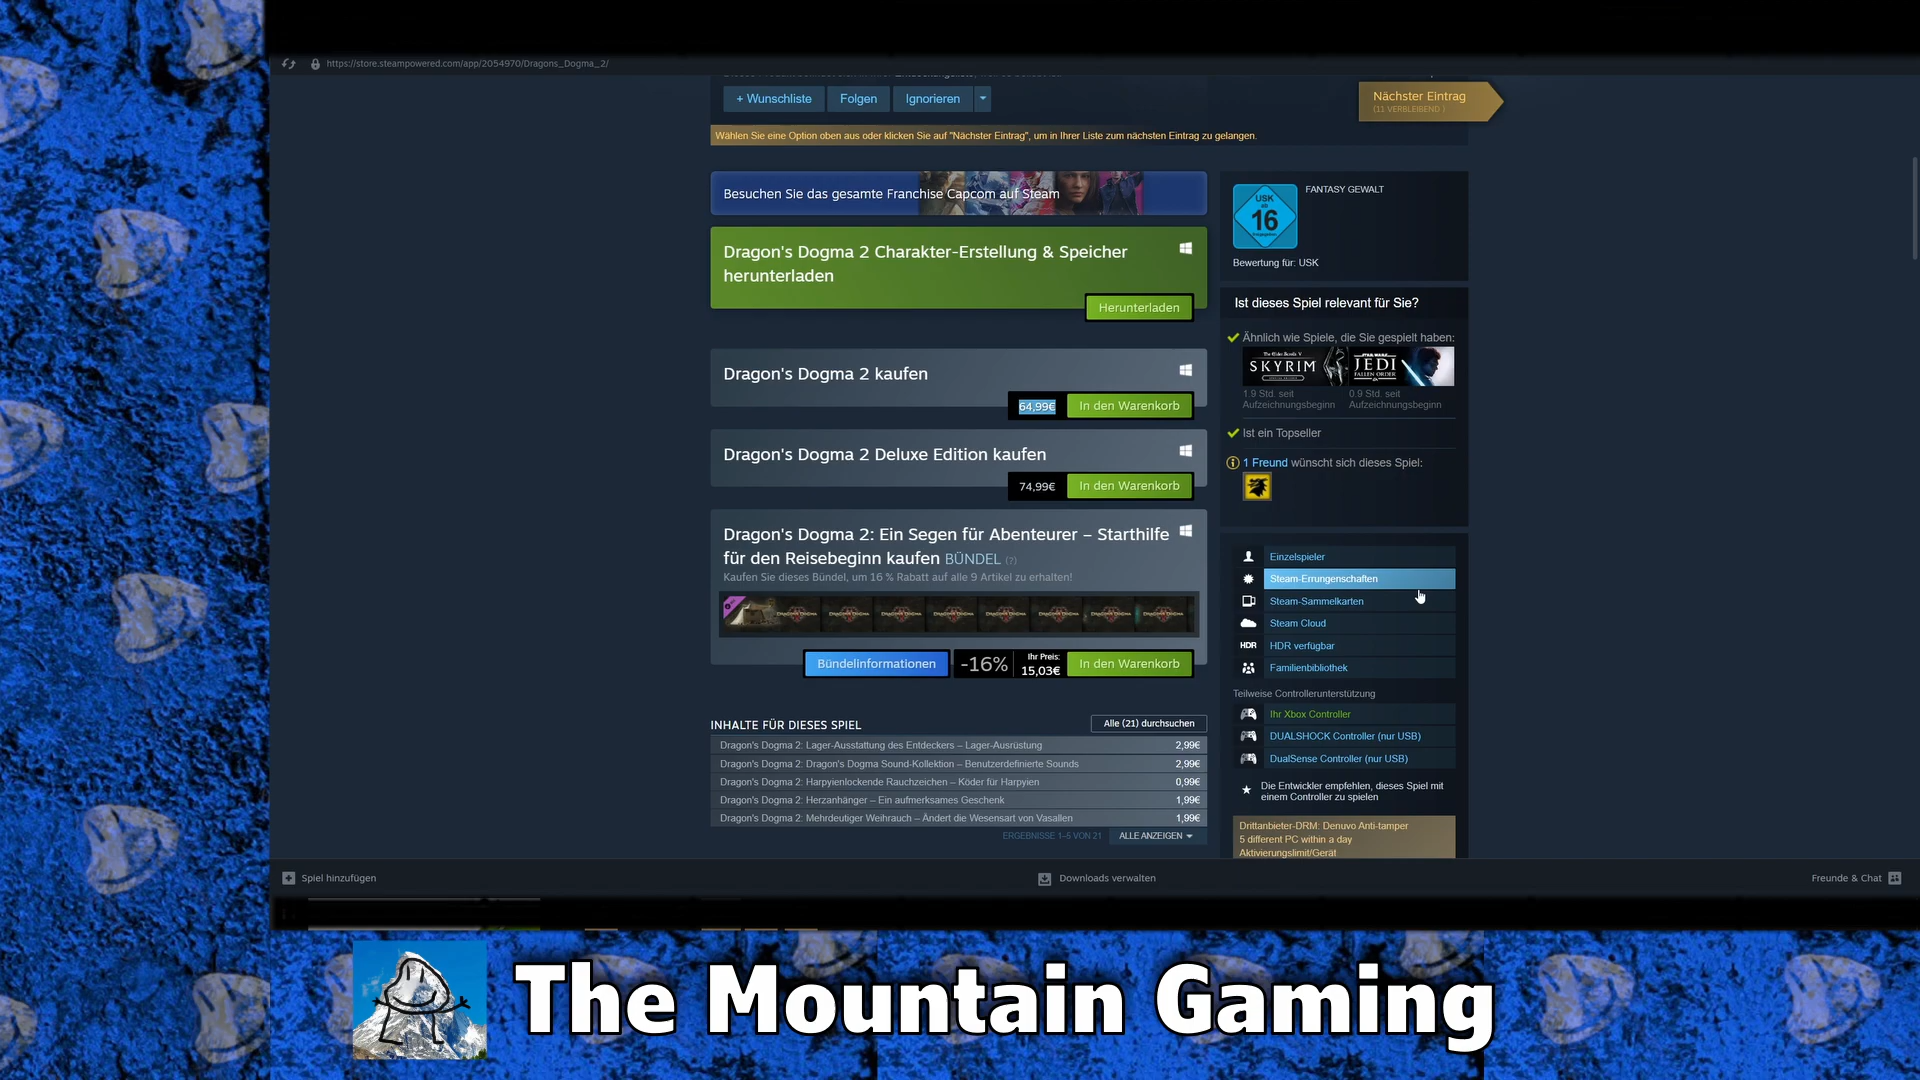 https://store.steampowered.com/app/2054970/Dragons_Dogma_2/
+ Wunschliste
Folgen
Ignorieren
Nächster Eintrag
(11 VERBLEIBEND )
Wählen Sie eine Option oben aus oder klicken Sie auf "Nächster Eintrag", um in Ihrer Liste zum nächsten Eintrag zu gelangen.
Besuchen Sie das gesamte Franchise Capcom auf Steam
Dragon's Dogma 2 Charakter-Erstellung & Speicher
herunterladen
Herunterladen
Dragon's Dogma 2 kaufen
64,99€
In den Warenkorb
Dragon's Dogma 2 Deluxe Edition kaufen
74,99€
In den Warenkorb
Dragon's Dogma 2: Ein Segen für Abenteurer – Starthilfe
für den Reisebeginn kaufen BÜNDEL (?)
Kaufen Sie dieses Bündel, um 16 % Rabatt auf alle 9 Artikel zu erhalten!
Bündelinformationen
-16%
Ihr Preis:
15,03€
In den Warenkorb
INHALTE FÜR DIESES SPIEL
Alle (21) durchsuchen
Dragon's Dogma 2: Lager-Ausstattung des Entdeckers – Lager-Ausrüstung 2,99€
Dragon's Dogma 2: Dragon's Dogma Sound-Kollektion – Benutzerdefinierte Sounds 2,99€
Dragon's Dogma 2: Harpyienlockende Rauchzeichen – Köder für Harpyien 0,99€
Dragon's Dogma 2: Herzanhänger – Ein aufmerksames Geschenk 1,99€
Dragon's Dogma 2: Mehrdeutiger Weihrauch – Ändert die Wesensart von Vasallen 1,99€
ERGEBNISSE 1–5 VON 21
ALLE ANZEIGEN
USK
ab
16
FANTASY GEWALT
Bewertung für: USK
Ist dieses Spiel relevant für Sie?
Ähnlich wie Spiele, die Sie gespielt haben:
The Elder Scrolls V
SKYRIM
STAR WARS
JEDI
FALLEN ORDER
1.9 Std. seit
Aufzeichnungsbeginn
0.9 Std. seit
Aufzeichnungsbeginn
Ist ein Topseller
1 Freund wünscht sich dieses Spiel:
Einzelspieler
Steam-Errungenschaften
Steam-Sammelkarten
Steam Cloud
HDR HDR verfügbar
Familienbibliothek
Teilweise Controllerunterstützung
Ihr Xbox Controller
DUALSHOCK Controller (nur USB)
DualSense Controller (nur USB)
Die Entwickler empfehlen, dieses Spiel mit
einem Controller zu spielen
Drittanbieter-DRM: Denuvo Anti-tamper
5 different PC within a day
Aktivierungslimit/Gerät
Spiel hinzufügen
Downloads verwalten
Freunde & Chat
The Mountain Gaming